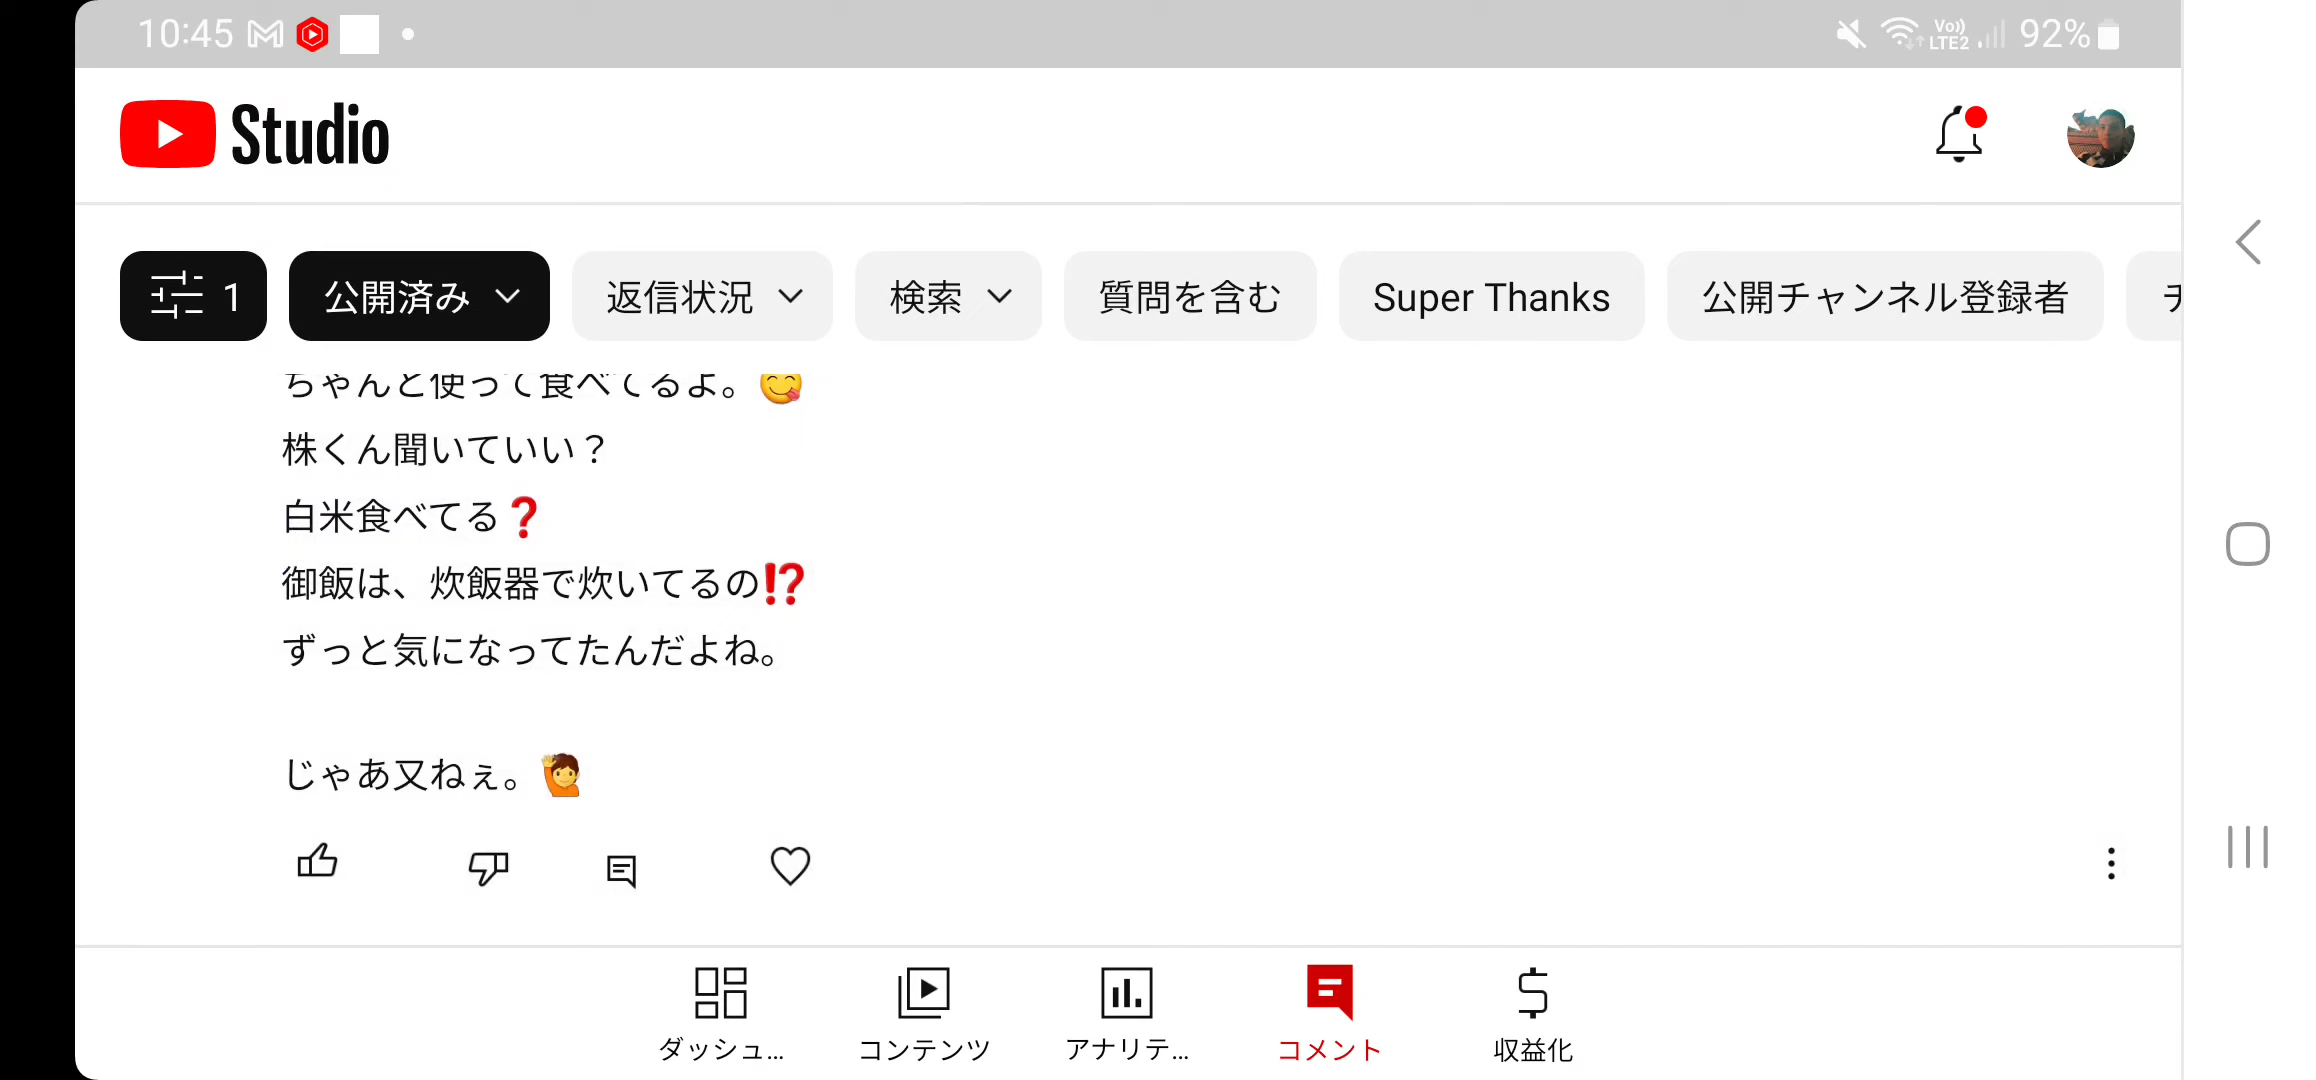 10:45
Vo))
LTE2
92%
Studio
1
公開済み
返信状況
検索
質問を含む
Super Thanks
公開チャンネル登録者
ちゃんと使って食べてるよ。😋
株くん聞いていい？
白米食べてる❓
御飯は、炊飯器で炊いてるの⁉️
ずっと気になってたんだよね。
じゃあ又ねぇ。🙋
ダッシュ...
コンテンツ
アナリテ...
コメント
収益化